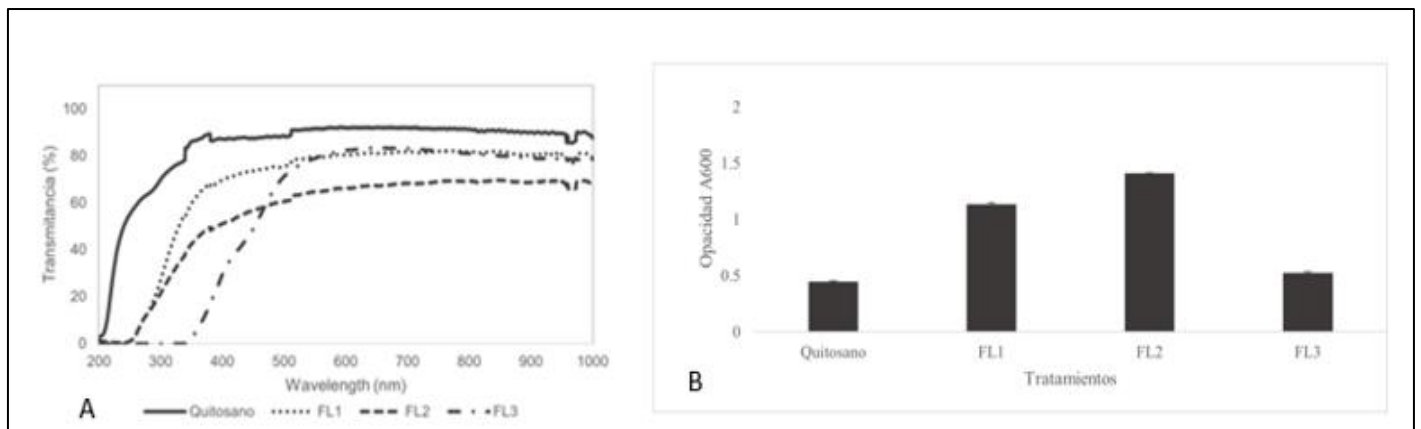 100
80
60
40
20
0
Transmitancia (%)
200 300 400 500 600 700 800 900 1000
Wavelength (nm)
A
Quitosano FL1 FL2 FL3
2
1.5
1
0.5
0
Opacidad A600
Quitosano FL1 FL2 FL3
Tratamientos
B